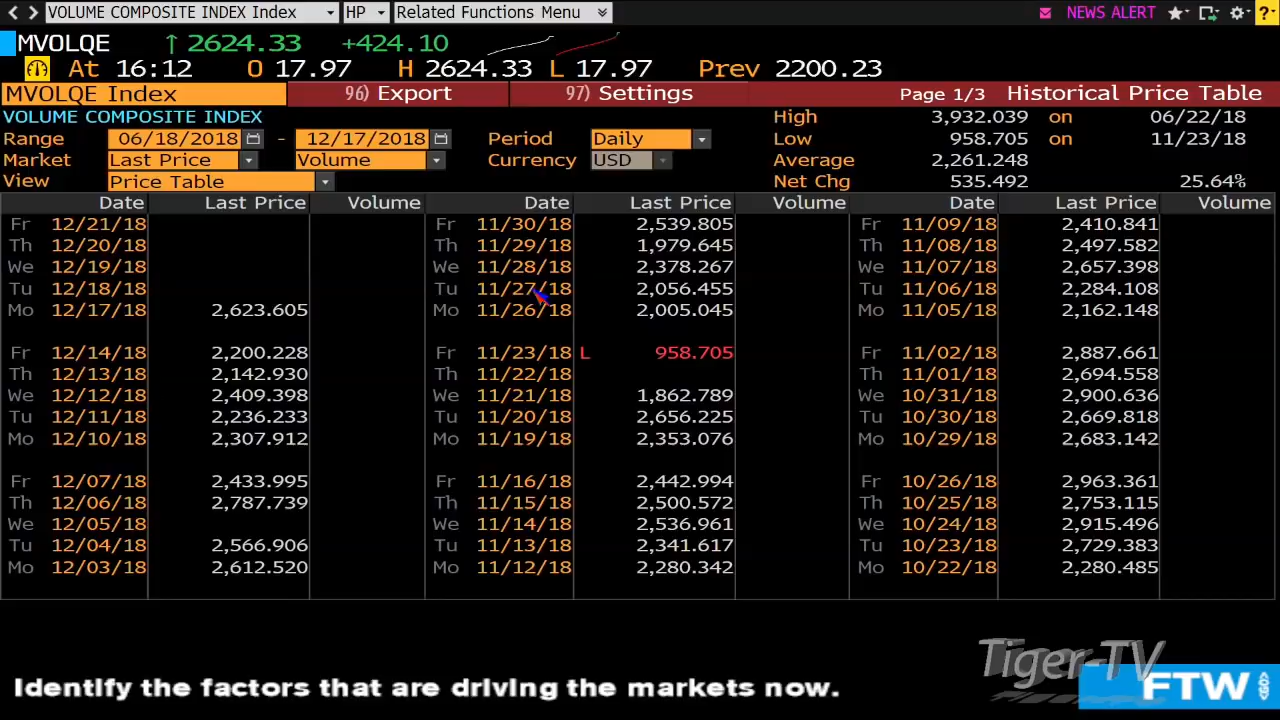 VOLUME COMPOSITE INDEX Index HP Related Functions Menu NEWS ALERT ?
MVOLQE ↑ 2624.33 +424.10
At 16:12 O 17.97 H 2624.33 L 17.97 Prev 2200.23
MVOLQE Index 96) Export 97) Settings Page 1/3 Historical Price Table
VOLUME COMPOSITE INDEX High 3,932.039 on 06/22/18
Range 06/18/2018 - 12/17/2018 Period Daily Low 958.705 on 11/23/18
Market Last Price Volume Currency USD Average 2,261.248
View Price Table Net Chg 535.492 25.64%
Date Last Price Volume Date Last Price Volume Date Last Price Volume
Fr 12/21/18 Fr 11/30/18 2,539.805 Fr 11/09/18 2,410.841
Th 12/20/18 Th 11/29/18 1,979.645 Th 11/08/18 2,497.582
We 12/19/18 We 11/28/18 2,378.267 We 11/07/18 2,657.398
Tu 12/18/18 Tu 11/27/18 2,056.455 Tu 11/06/18 2,284.108
Mo 12/17/18 2,623.605 Mo 11/26/18 2,005.045 Mo 11/05/18 2,162.148
Fr 12/14/18 2,200.228 Fr 11/23/18 L 958.705 Fr 11/02/18 2,887.661
Th 12/13/18 2,142.930 Th 11/22/18 Th 11/01/18 2,694.558
We 12/12/18 2,409.398 We 11/21/18 1,862.789 We 10/31/18 2,900.636
Tu 12/11/18 2,236.233 Tu 11/20/18 2,656.225 Tu 10/30/18 2,669.818
Mo 12/10/18 2,307.912 Mo 11/19/18 2,353.076 Mo 10/29/18 2,683.142
Fr 12/07/18 2,433.995 Fr 11/16/18 2,442.994 Fr 10/26/18 2,963.361
Th 12/06/18 2,787.739 Th 11/15/18 2,500.572 Th 10/25/18 2,753.115
We 12/05/18 We 11/14/18 2,536.961 We 10/24/18 2,915.496
Tu 12/04/18 2,566.906 Tu 11/13/18 2,341.617 Tu 10/23/18 2,729.383
Mo 12/03/18 2,612.520 Mo 11/12/18 2,280.342 Mo 10/22/18 2,280.485
Tiger-TV
Identify the factors that are driving the markets now.
FTW